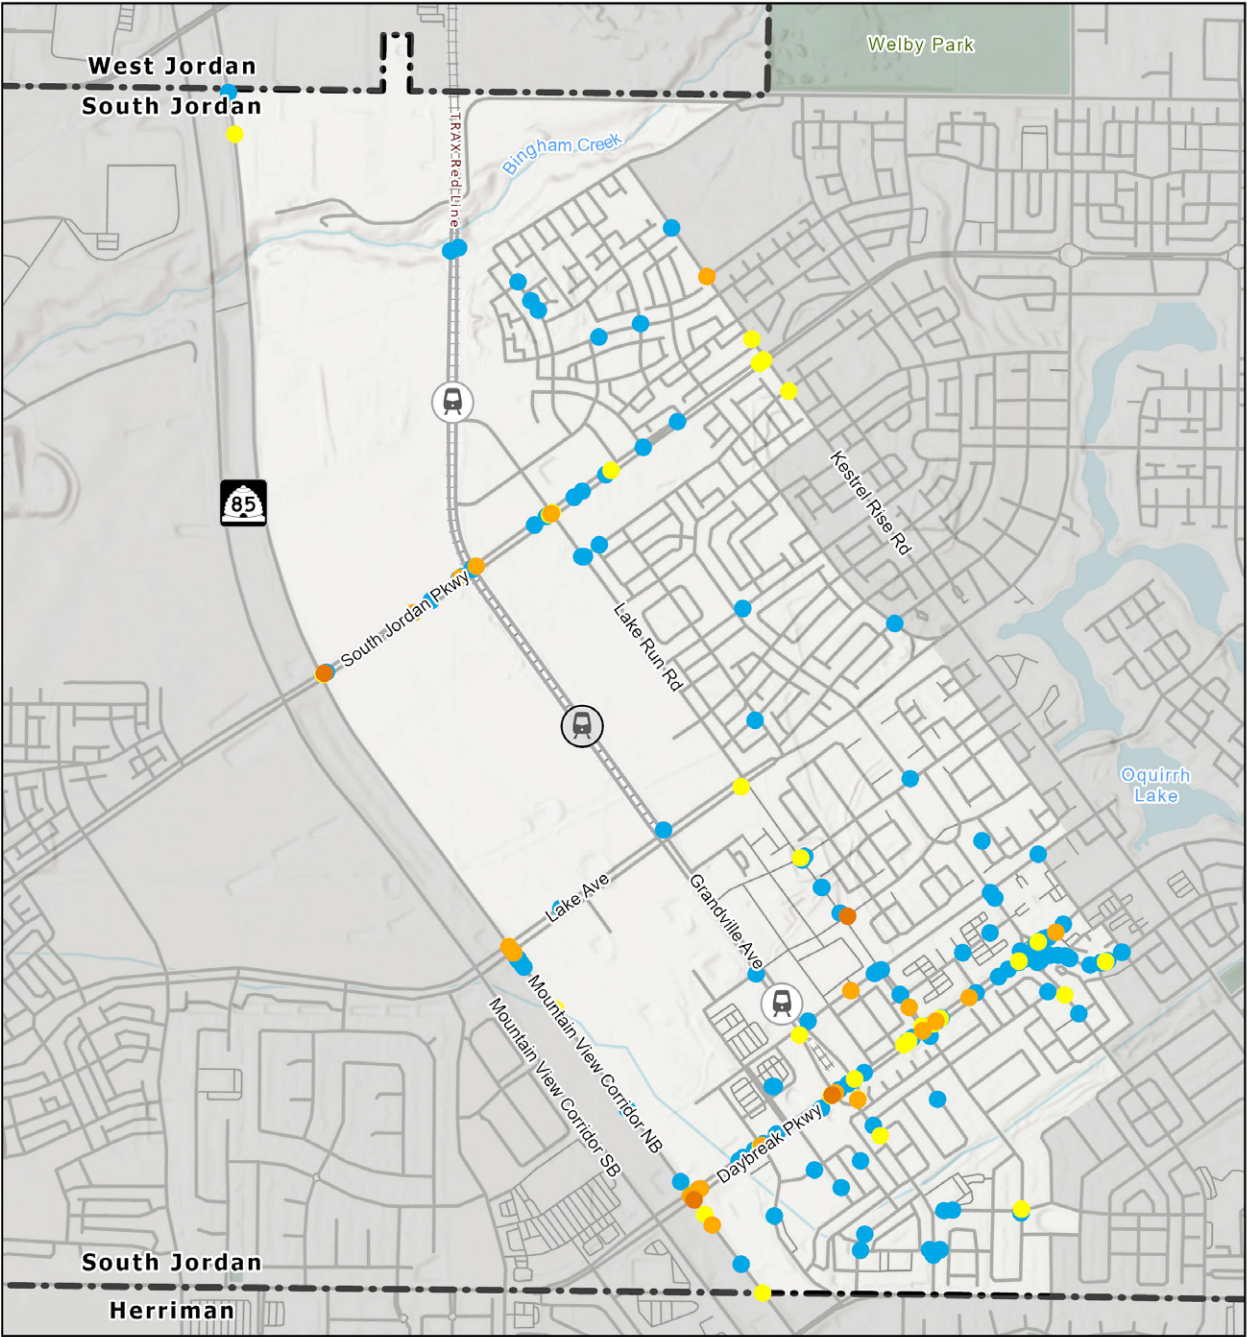 Welby Park
West Jordan
South Jordan
TRAX Red Line
Bingham Creek
Kestrel Rise Rd
85
South Jordan Pkwy
Lake Run Rd
Oquirrh
Lake
Lake Ave
Grandville Ave
Mountain View Corridor NB
Mountain View Corridor SB
Daybreak Pkwy
South Jordan
Herriman